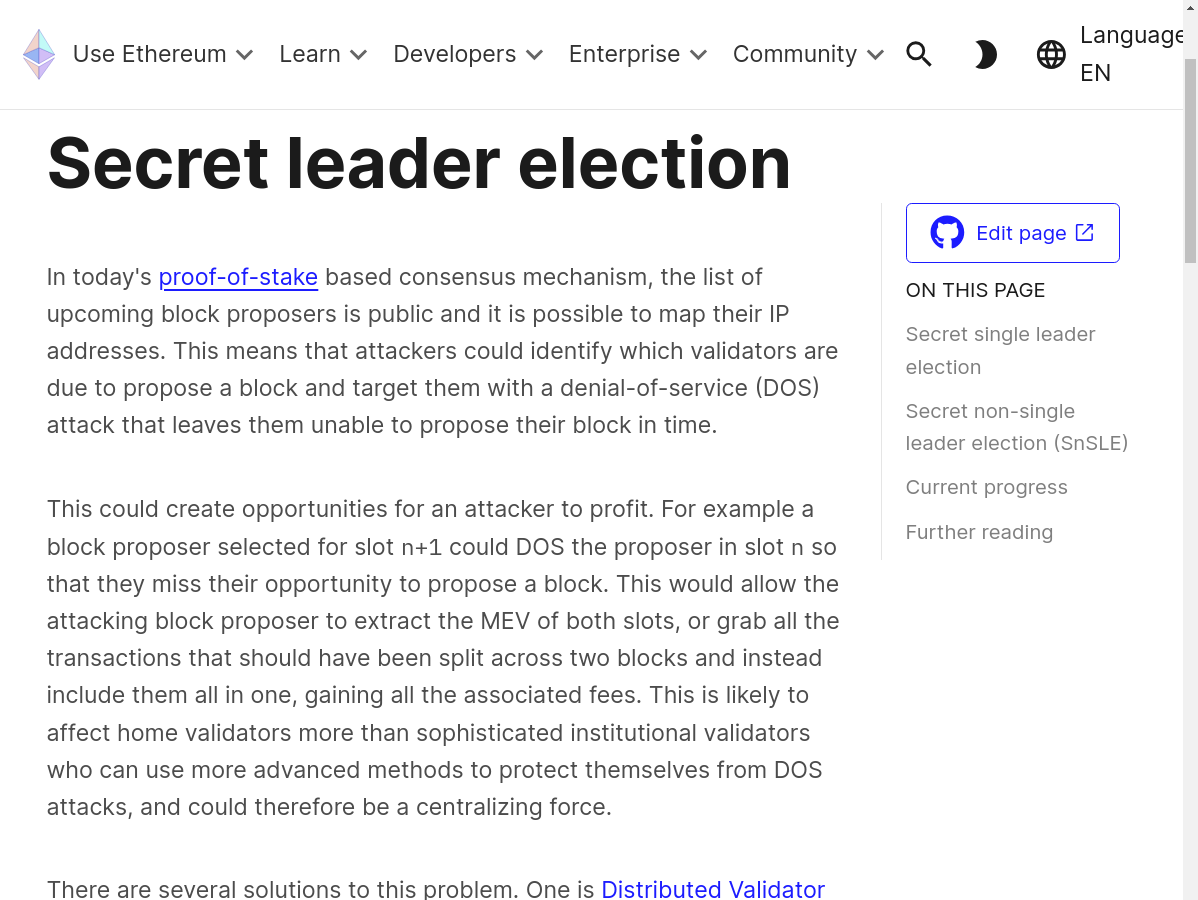 Use Ethereum
Learn
Developers
Enterprise
Community
Language
EN
Secret leader election
In today's proof-of-stake based consensus mechanism, the list of
upcoming block proposers is public and it is possible to map their IP
addresses. This means that attackers could identify which validators are
due to propose a block and target them with a denial-of-service (DOS)
attack that leaves them unable to propose their block in time.
This could create opportunities for an attacker to profit. For example a
block proposer selected for slot n+1 could DOS the proposer in slot n so
that they miss their opportunity to propose a block. This would allow the
attacking block proposer to extract the MEV of both slots, or grab all the
transactions that should have been split across two blocks and instead
include them all in one, gaining all the associated fees. This is likely to
affect home validators more than sophisticated institutional validators
who can use more advanced methods to protect themselves from DOS
attacks, and could therefore be a centralizing force.
There are several solutions to this problem. One is Distributed Validator
Edit page
ON THIS PAGE
Secret single leader
election
Secret non-single
leader election (SnSLE)
Current progress
Further reading